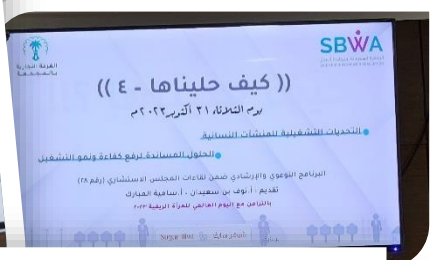 الغرفة التجارية
بالمجمعة
SBWA
(( كيف حليناها - ٤ ))
يوم الثلاثاء ٣١ أكتوبر ٢٠٢٣م
التحديات التشغيلية للمنشآت النسائية
الحلول المساندة لرفع كفاءة ونمو التشغيل
البرنامج التوعوي والإرشادي ضمن لقاءات المجلس الاستشاري (رقم ٢٨)
تقديم : أ.نوف بن سعيدان - أ.سامية المبارك
بالتزامن مع اليوم العالمي للمرأة الريفية ٢٠٢٣